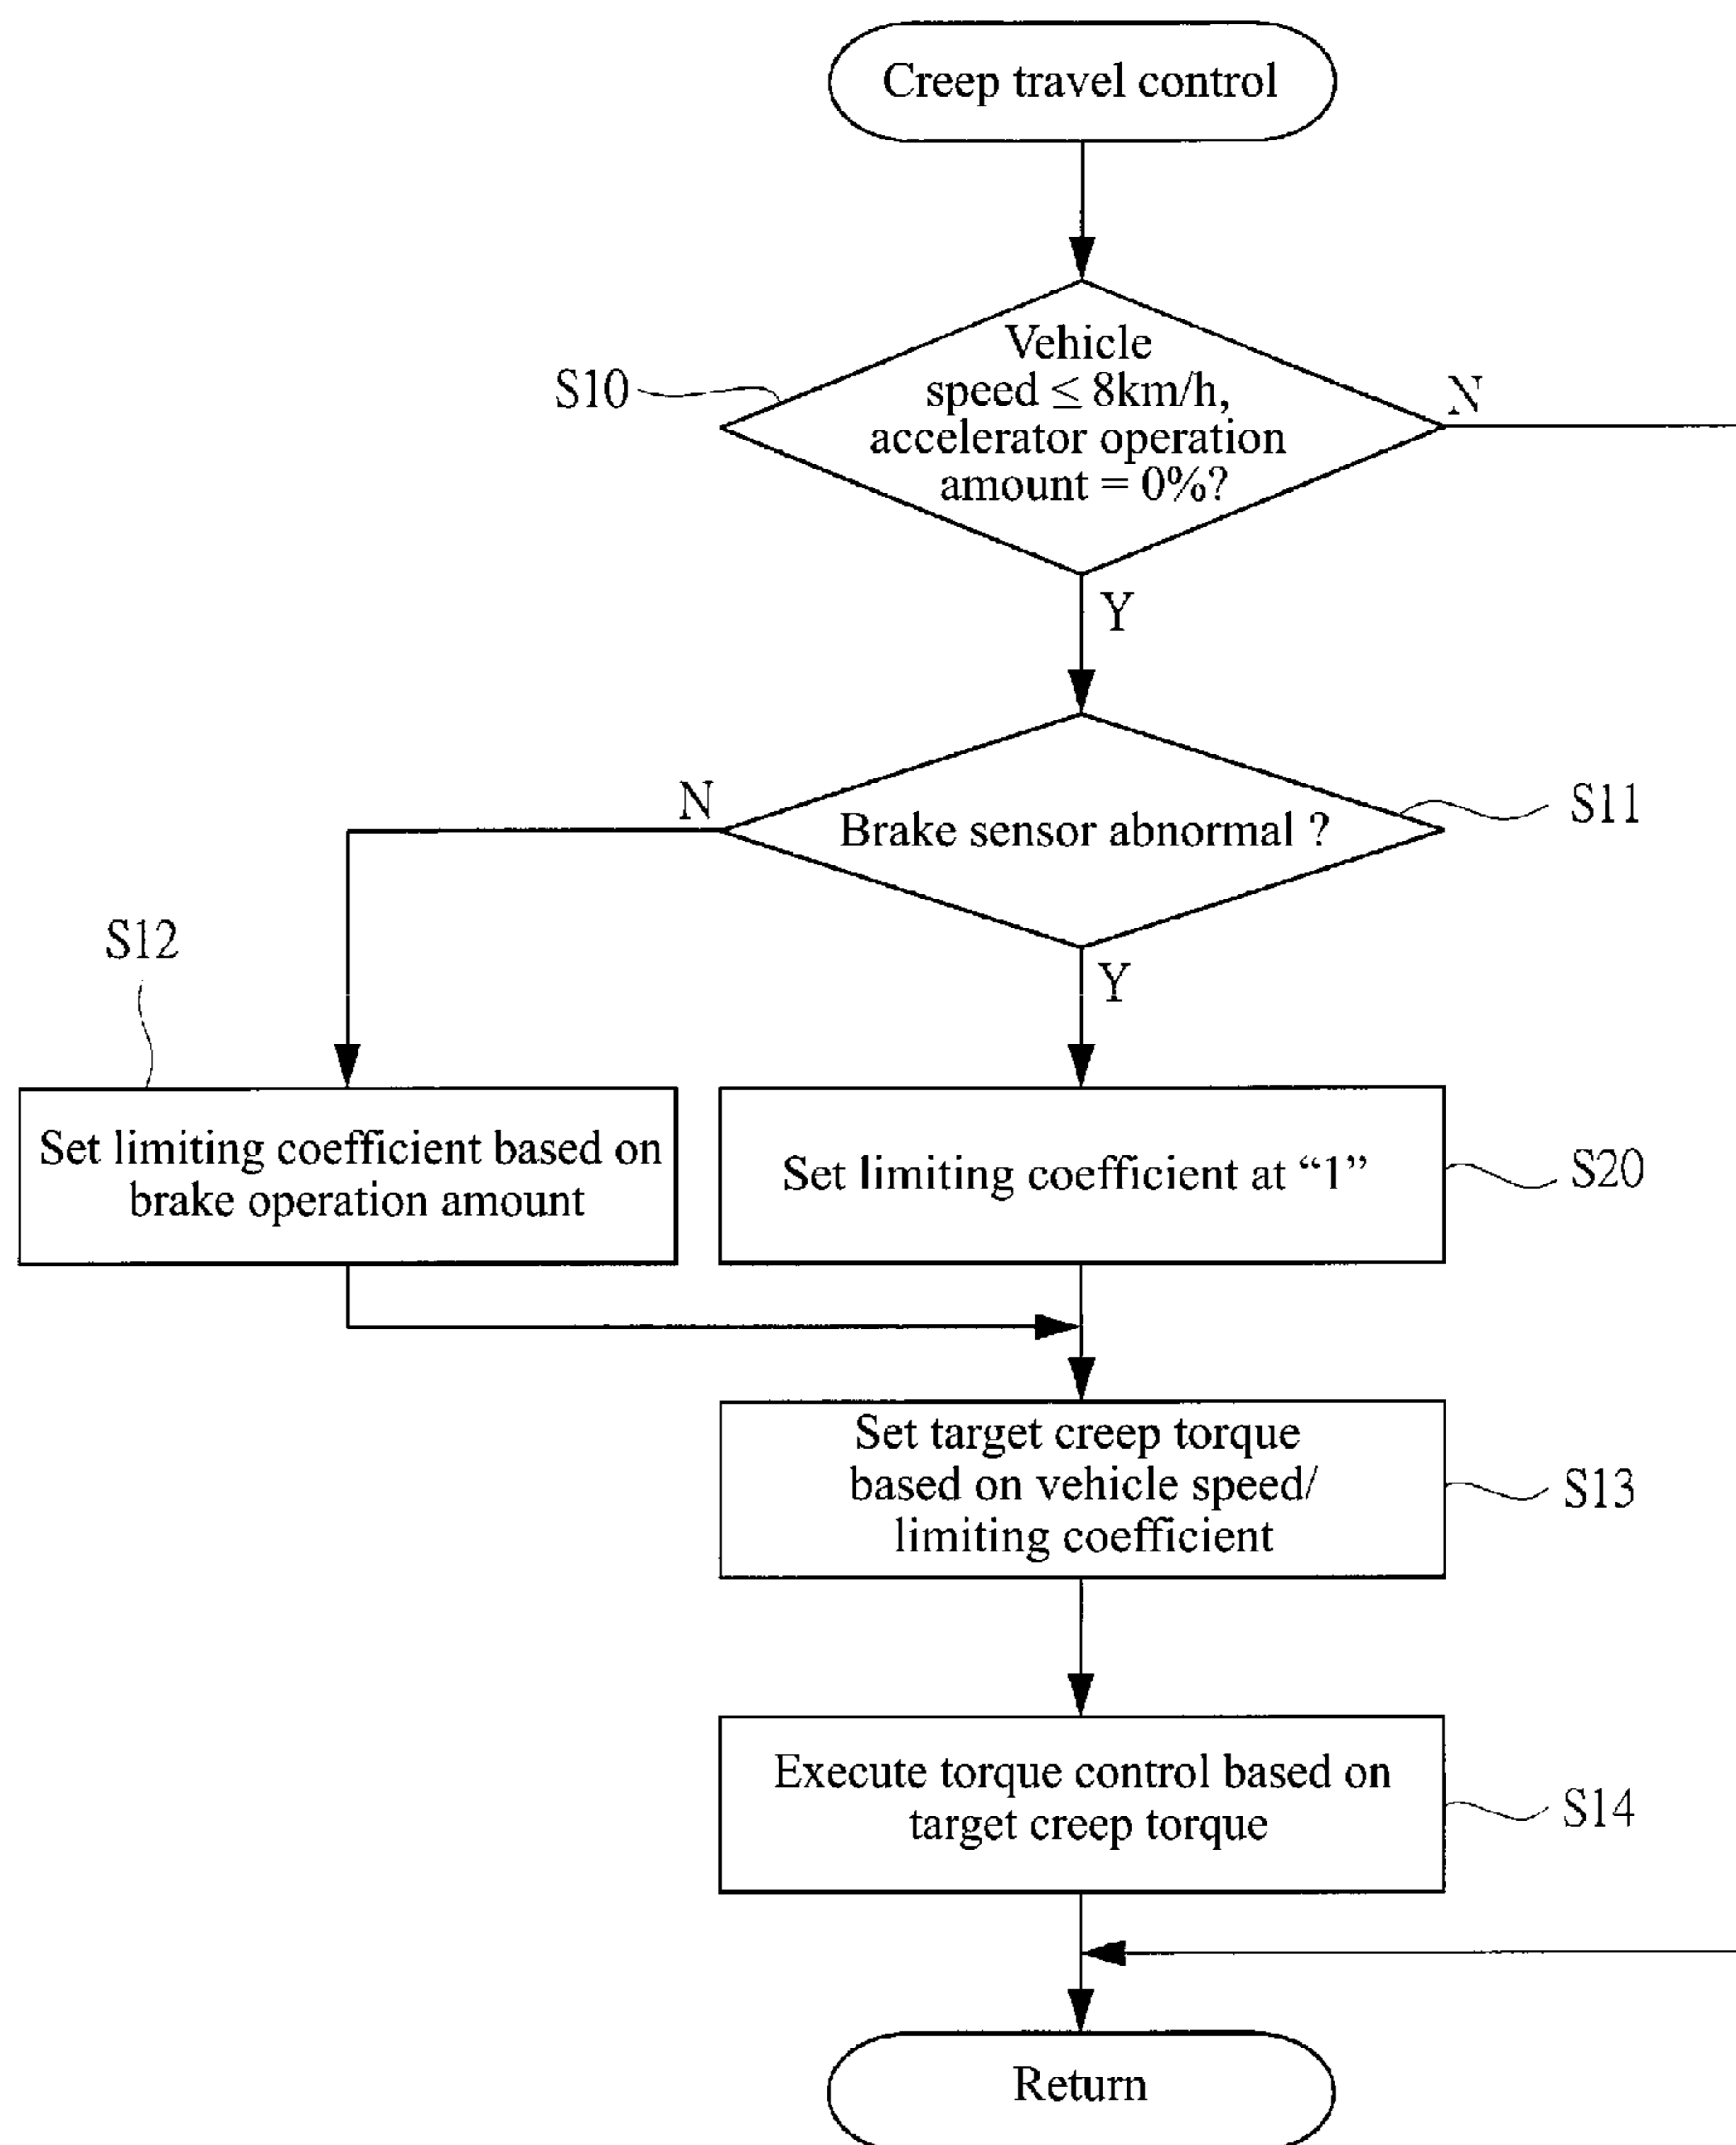 Creep travel control
Vehicle
speed ≤ 8km/h,
accelerator operation
amount = 0%?
S10
N
Y
Brake sensor abnormal ?
S11
N
Y
S12
Set limiting coefficient based on
brake operation amount
Set limiting coefficient at “1”
S20
Set target creep torque
based on vehicle speed/
limiting coefficient
S13
Execute torque control based on
target creep torque
S14
Return